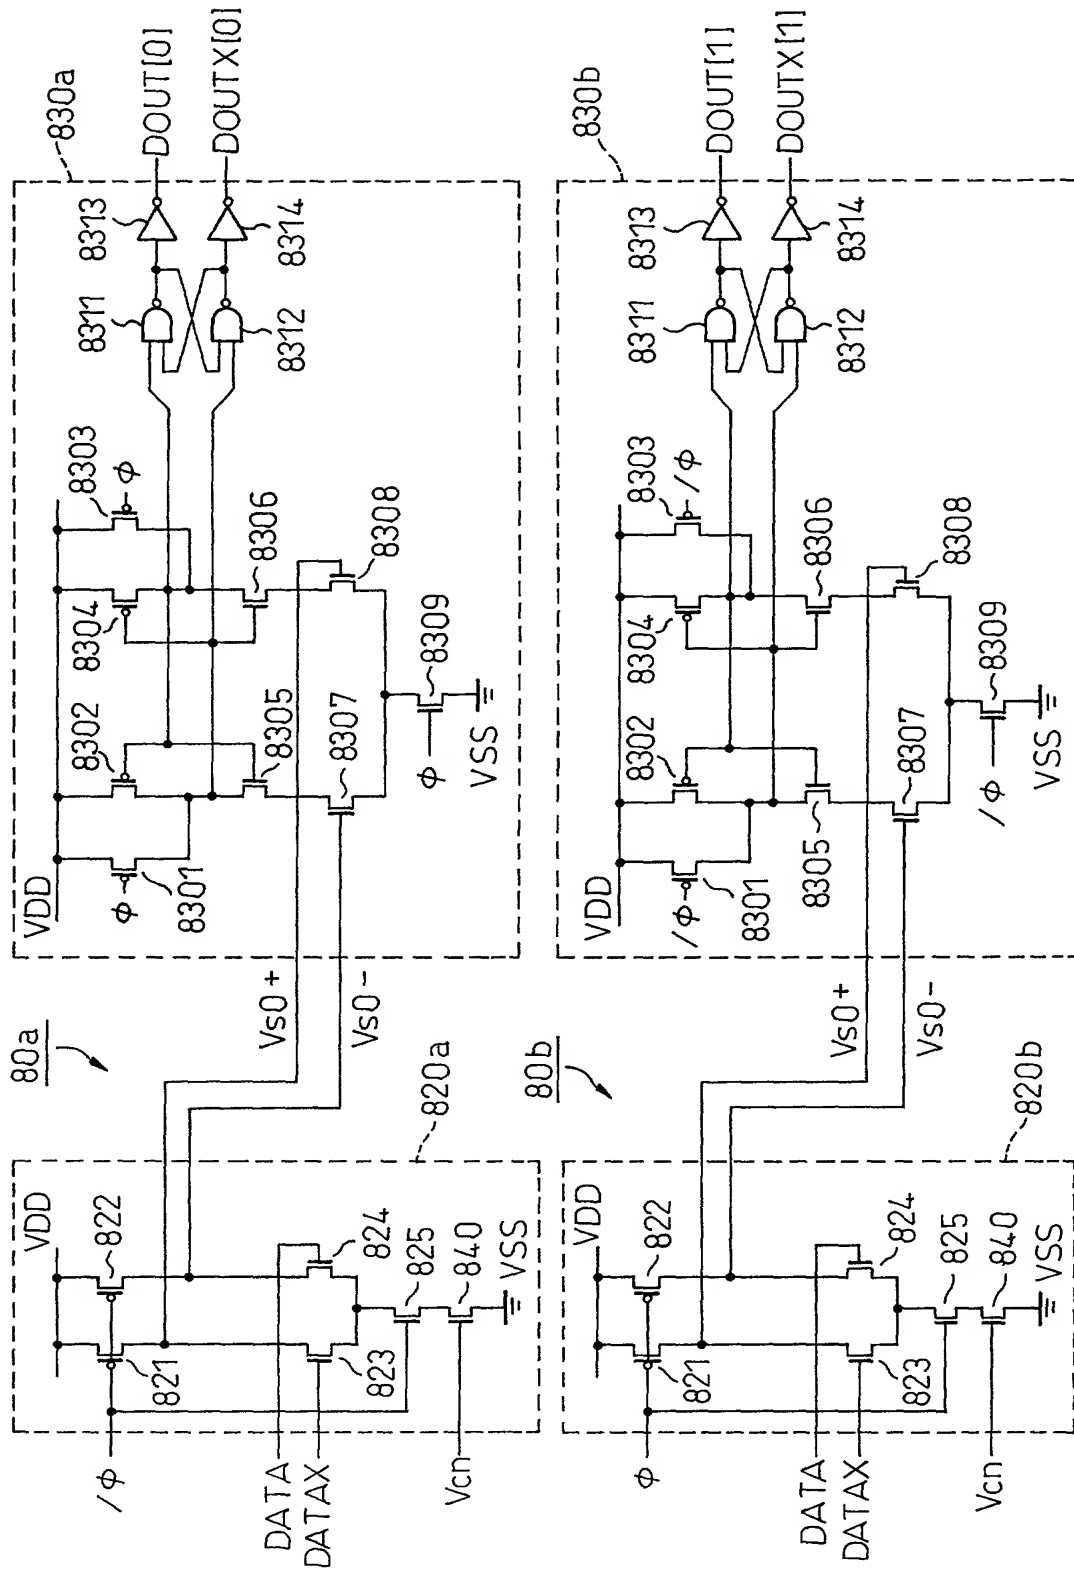 80a
820a
VDD
/Φ
821
822
DATA
DATAX
823
824
825
Vcn
840
VSS
Vs0+
Vs0-
830a
VDD
Φ
8301
8302
8304
8303
Φ
8305
8306
8307
8308
Φ
8309
VSS
8311
8312
8313
8314
DOUT[0]
DOUTX[0]
80b
820b
VDD
Φ
821
822
DATA
DATAX
823
824
825
Vcn
840
VSS
Vs0+
Vs0-
830b
VDD
/Φ
8301
8302
8304
8303
/Φ
8305
8306
8307
8308
/Φ
8309
VSS
8311
8312
8313
8314
DOUT[1]
DOUTX[1]